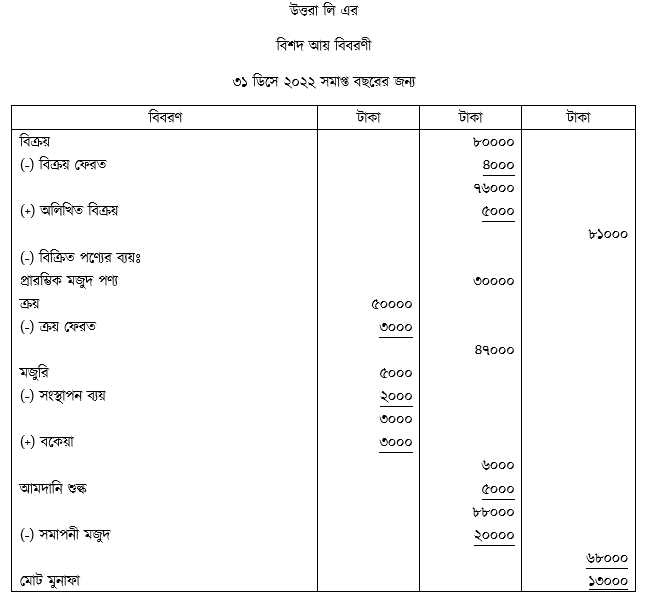 উত্তরা লি এর
বিশদ আয় বিবরণী
৩১ ডিসে ২০২২ সমাপ্ত বছরের জন্য
বিবরণ টাকা টাকা টাকা
বিক্রয় ৮০০০০
(-) বিক্রয় ফেরত ৪০০০
৭৬০০০
(+) অলিখিত বিক্রয় ৫০০০
৮১০০০
(-) বিক্রিত পণ্যের ব্যয়ঃ
প্রারম্ভিক মজুদ পণ্য ৩০০০০
ক্রয় ৫০০০০
(-) ক্রয় ফেরত ৩০০০
৪৭০০০
মজুরি ৫০০০
(-) সংস্থাপন ব্যয় ২০০০
৩০০০
(+) বকেয়া ৩০০০
৬০০০
আমদানি শুল্ক ৫০০০
৮৮০০০
(-) সমাপনী মজুদ ২০০০০
৬৮০০০
মোট মুনাফা ১৩০০০